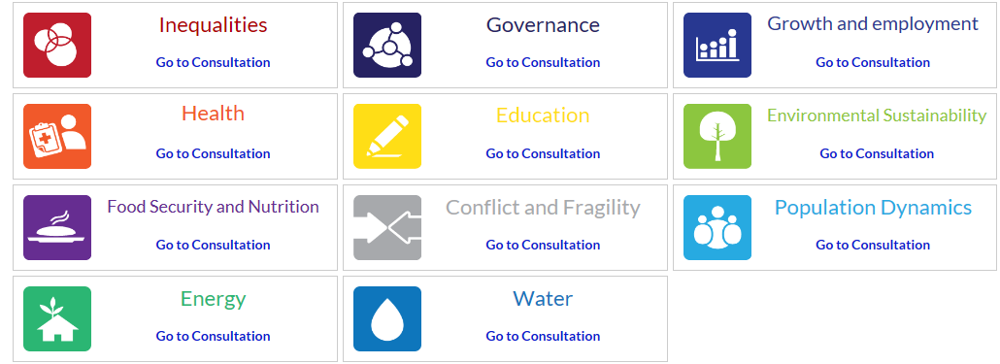 Inequalities
Go to Consultation
Governance
Go to Consultation
Growth and employment
Go to Consultation
Health
Go to Consultation
Education
Go to Consultation
Environmental Sustainability
Go to Consultation
Food Security and Nutrition
Go to Consultation
Conflict and Fragility
Go to Consultation
Population Dynamics
Go to Consultation
Energy
Go to Consultation
Water
Go to Consultation